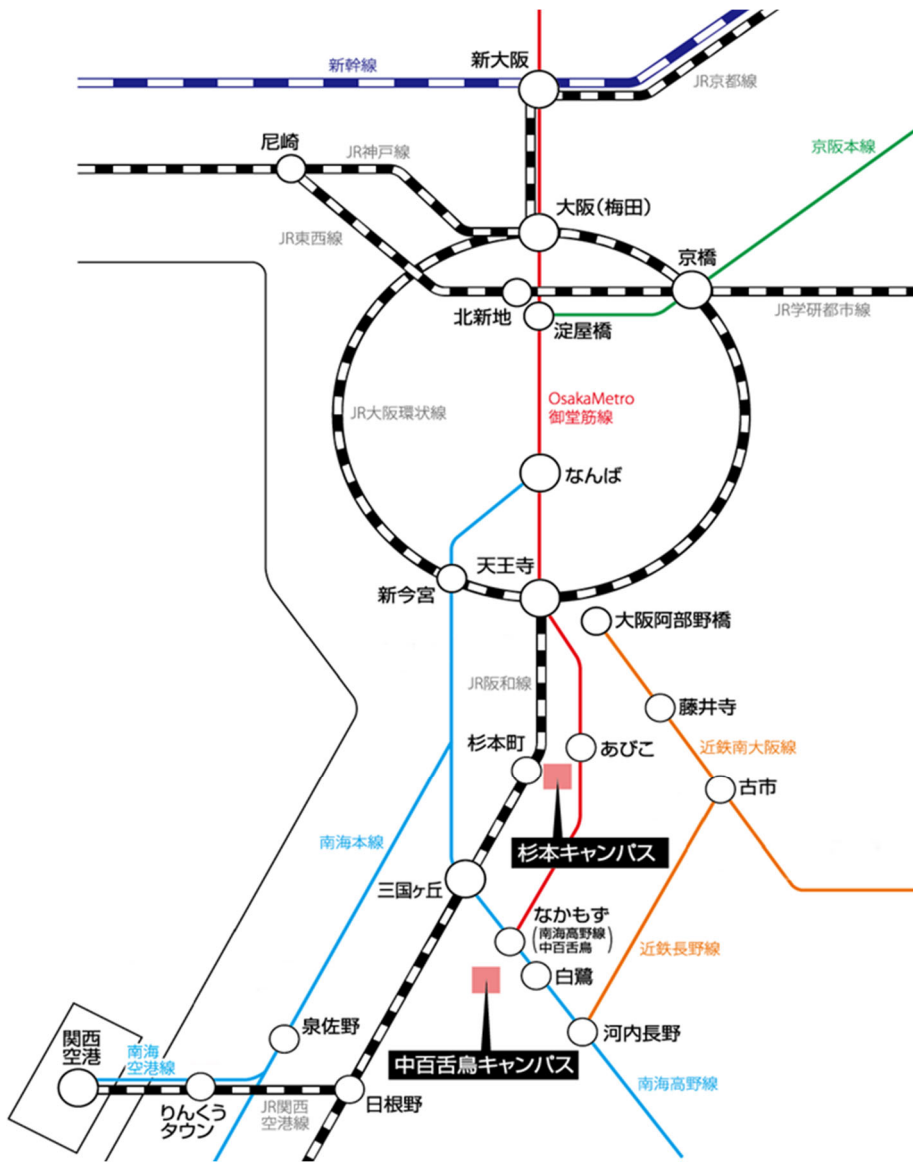 新大阪
新幹線
JR京都線
尼崎
JR神戸線
京阪本線
大阪(梅田)
JR東西線
京橋
北新地
淀屋橋
JR学研都市線
JR大阪環状線
OsakaMetro
御堂筋線
なんば
天王寺
新今宮
大阪阿部野橋
JR阪和線
藤井寺
杉本町
あびこ
近鉄南大阪線
古市
南海本線
杉本キャンパス
三国ヶ丘
なかもず
(南海高野線
中百舌鳥)
近鉄長野線
白鷺
泉佐野
河内長野
関西
空港
南海
空港線
中百舌鳥キャンパス
南海高野線
りんくう
タウン
JR関西
空港線
日根野